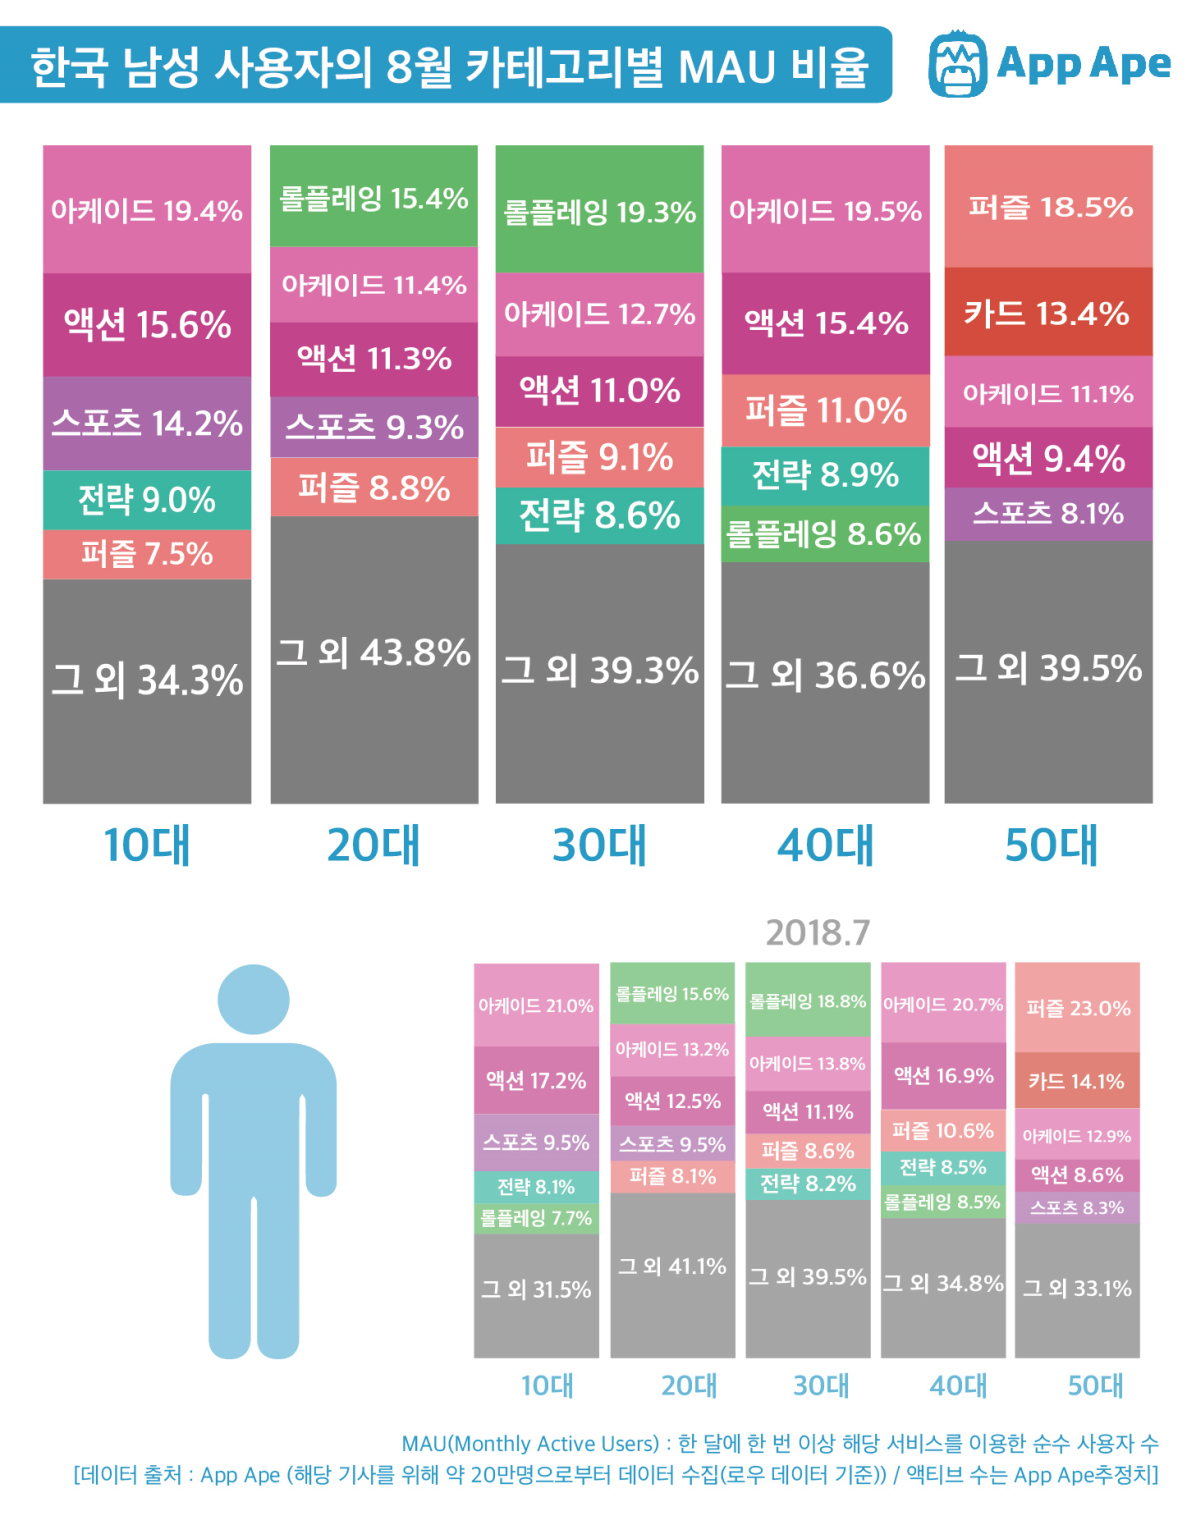 한국 남성 사용자의 8월 카테고리별 MAU 비율
App Ape
아케이드 19.4%
액션 15.6%
스포츠 14.2%
전략 9.0%
퍼즐 7.5%
그 외 34.3%
10대
롤플레잉 15.4%
아케이드 11.4%
액션 11.3%
스포츠 9.3%
퍼즐 8.8%
그 외 43.8%
20대
롤플레잉 19.3%
아케이드 12.7%
액션 11.0%
퍼즐 9.1%
전략 8.6%
그 외 39.3%
30대
아케이드 19.5%
액션 15.4%
퍼즐 11.0%
전략 8.9%
롤플레잉 8.6%
그 외 36.6%
40대
퍼즐 18.5%
카드 13.4%
아케이드 11.1%
액션 9.4%
스포츠 8.1%
그 외 39.5%
50대
2018.7
아케이드 21.0%
액션 17.2%
스포츠 9.5%
전략 8.1%
롤플레잉 7.7%
그 외 31.5%
10대
롤플레잉 15.6%
아케이드 13.2%
액션 12.5%
스포츠 9.5%
퍼즐 8.1%
그 외 41.1%
20대
롤플레잉 18.8%
아케이드 13.8%
액션 11.1%
퍼즐 8.6%
전략 8.2%
그 외 39.5%
30대
아케이드 20.7%
액션 16.9%
퍼즐 10.6%
전략 8.5%
롤플레잉 8.5%
그 외 34.8%
40대
퍼즐 23.0%
카드 14.1%
아케이드 12.9%
액션 8.6%
스포츠 8.3%
그 외 33.1%
50대
MAU(Monthly Active Users) : 한 달에 한 번 이상 해당 서비스를 이용한 순수 사용자 수
[데이터 출처 : App Ape (해당 기사를 위해 약 20만명으로부터 데이터 수집(로우 데이터 기준)) / 액티브 수는 App Ape추정치]